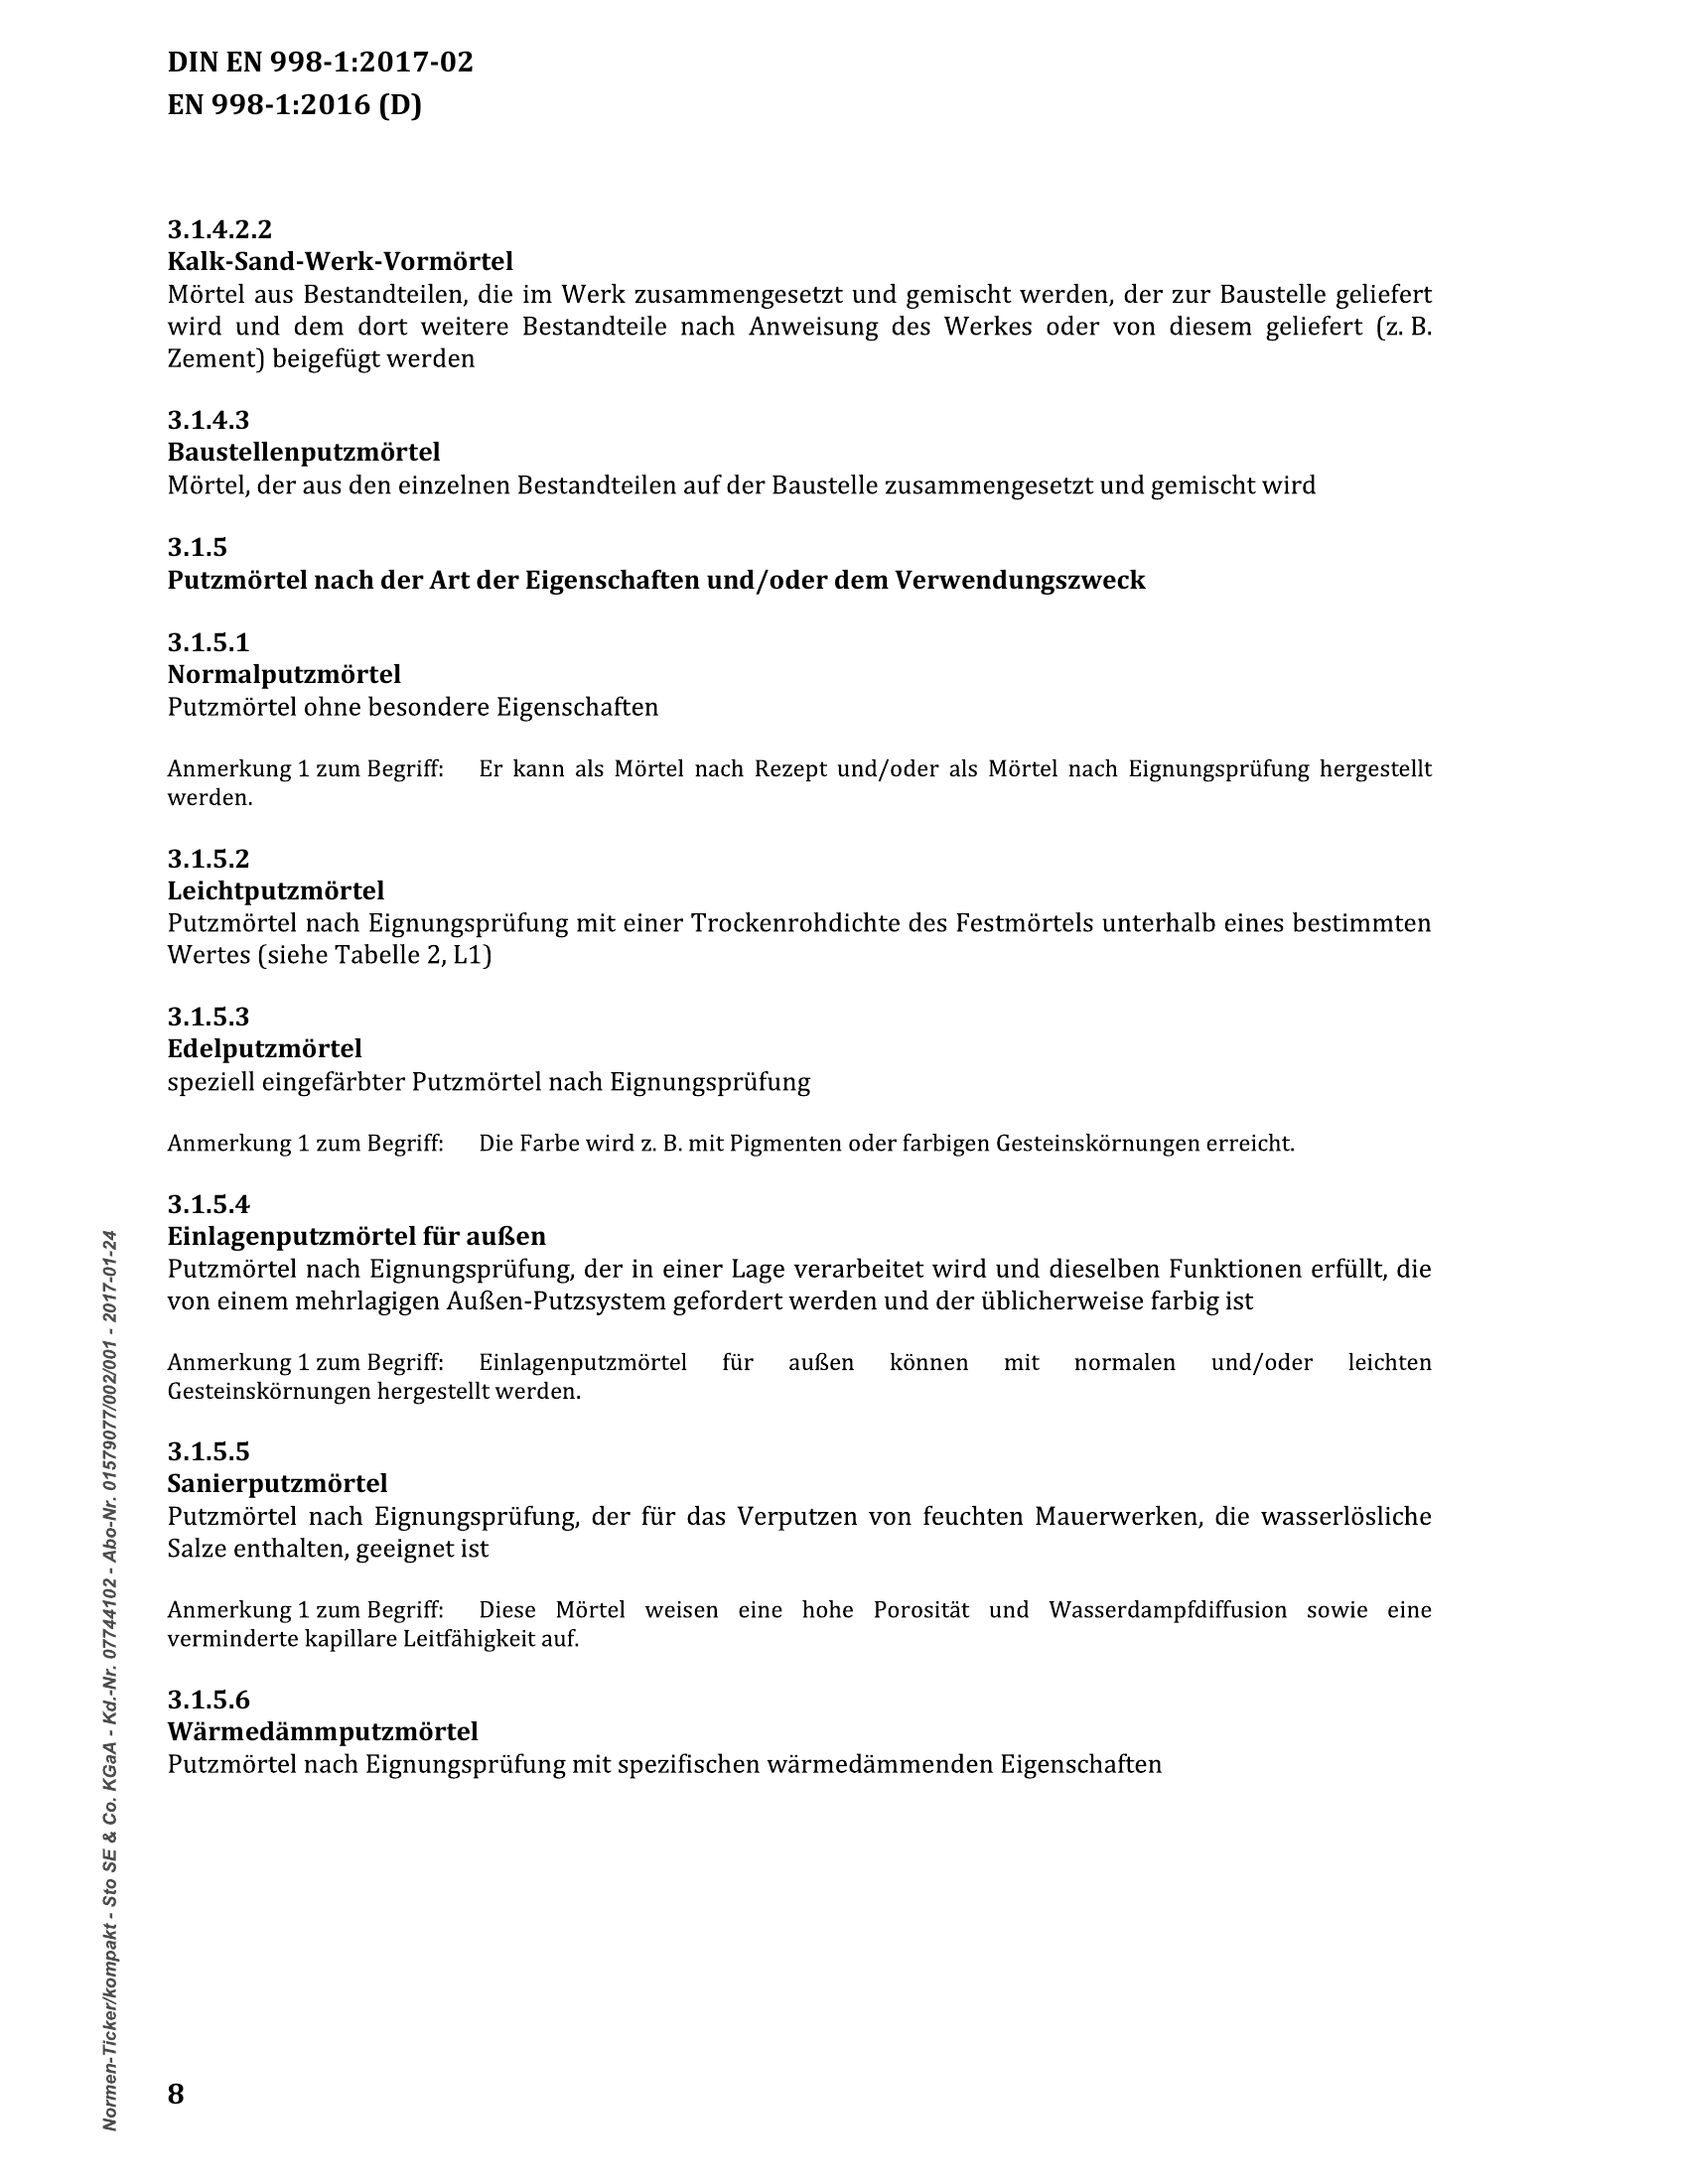 DIN EN 998-1:2017-02
EN 998-1:2016 (D)
3.1.4.2.2
Kalk-Sand-Werk-Vormörtel
Mörtel aus Bestandteilen, die im Werk zusammengesetzt und gemischt werden, der zur Baustelle geliefert
wird und dem dort weitere Bestandteile nach Anweisung des Werkes oder von diesem geliefert (z. B.
Zement) beigefügt werden
3.1.4.3
Baustellenputzmörtel
Mörtel, der aus den einzelnen Bestandteilen auf der Baustelle zusammengesetzt und gemischt wird
3.1.5
Putzmörtel nach der Art der Eigenschaften und/oder dem Verwendungszweck
3.1.5.1
Normalputzmörtel
Putzmörtel ohne besondere Eigenschaften
Anmerkung 1 zum Begriff: Er kann als Mörtel nach Rezept und/oder als Mörtel nach Eignungsprüfung hergestellt
werden.
3.1.5.2
Leichtputzmörtel
Putzmörtel nach Eignungsprüfung mit einer Trockenrohdichte des Festmörtels unterhalb eines bestimmten
Wertes (siehe Tabelle 2, L1)
3.1.5.3
Edelputzmörtel
speziell eingefärbter Putzmörtel nach Eignungsprüfung
Anmerkung 1 zum Begriff: Die Farbe wird z. B. mit Pigmenten oder farbigen Gesteinskörnungen erreicht.
3.1.5.4
Einlagenputzmörtel für außen
Putzmörtel nach Eignungsprüfung, der in einer Lage verarbeitet wird und dieselben Funktionen erfüllt, die
von einem mehrlagigen Außen-Putzsystem gefordert werden und der üblicherweise farbig ist
Anmerkung 1 zum Begriff: Einlagenputzmörtel für außen können mit normalen und/oder leichten
Gesteinskörnungen hergestellt werden.
3.1.5.5
Sanierputzmörtel
Putzmörtel nach Eignungsprüfung, der für das Verputzen von feuchten Mauerwerken, die wasserlösliche
Salze enthalten, geeignet ist
Anmerkung 1 zum Begriff: Diese Mörtel weisen eine hohe Porosität und Wasserdampfdiffusion sowie eine
verminderte kapillare Leitfähigkeit auf.
3.1.5.6
Wärmedämmputzmörtel
Putzmörtel nach Eignungsprüfung mit spezifischen wärmedämmenden Eigenschaften
8
Normen-Ticker/kompakt - Sto SE & Co. KGaA - Kd.-Nr. 07744102 - Abo-Nr. 01579077/002/001 - 2017-01-24